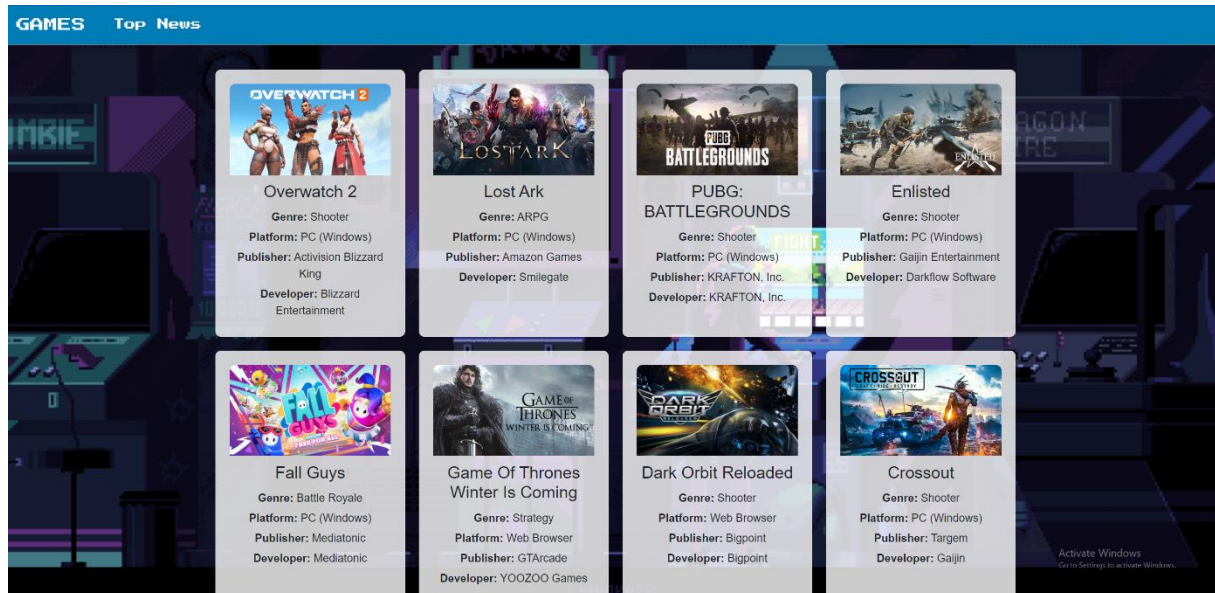 GAMES Top News
OVERWATCH 2
LOST ARK
PUBG
BATTLEGROUNDS
ENLISTED
Overwatch 2
Genre: Shooter
Platform: PC (Windows)
Publisher: Activision Blizzard
King
Developer: Blizzard
Entertainment
Lost Ark
Genre: ARPG
Platform: PC (Windows)
Publisher: Amazon Games
Developer: Smilegate
PUBG:
BATTLEGROUNDS
Genre: Shooter
Platform: PC (Windows)
Publisher: KRAFTON, Inc.
Developer: KRAFTON, Inc.
Enlisted
Genre: Shooter
Platform: PC (Windows)
Publisher: Gaijin Entertainment
Developer: Darkflow Software
FIGHT
FALL
GUYS
FREE FOR ALL
GAME OF
THRONES
WINTER IS COMING
DARK
ORBIT
CROSSOUT
Fall Guys
Genre: Battle Royale
Platform: PC (Windows)
Publisher: Mediatonic
Developer: Mediatonic
Game Of Thrones
Winter Is Coming
Genre: Strategy
Platform: Web Browser
Publisher: GTArcade
Developer: YOOZOO Games
Dark Orbit Reloaded
Genre: Shooter
Platform: Web Browser
Publisher: Bigpoint
Developer: Bigpoint
Crossout
Genre: Shooter
Platform: PC (Windows)
Publisher: Targem
Developer: Gaijin
Activate Windows
Go to Settings to activate Windows.